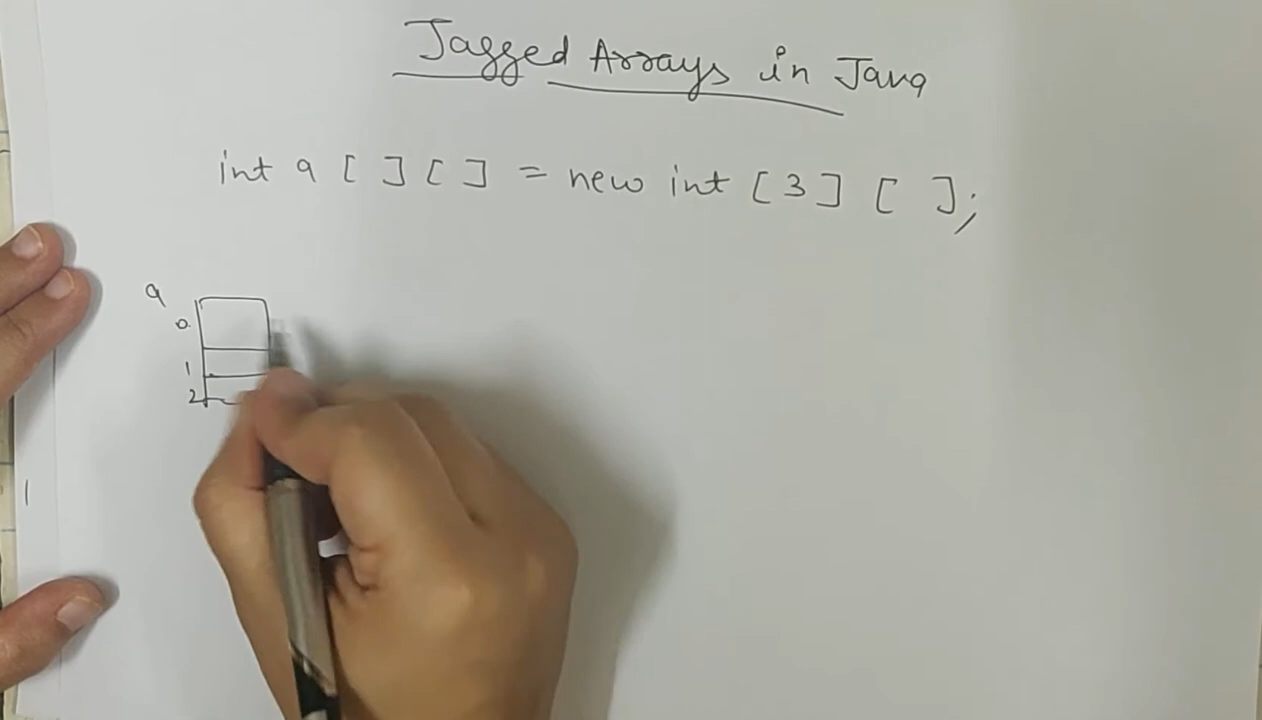 Jagged Arrays in Java
int a [ ] [ ] = new int [ 3 ] [ ];
a
0
1
2